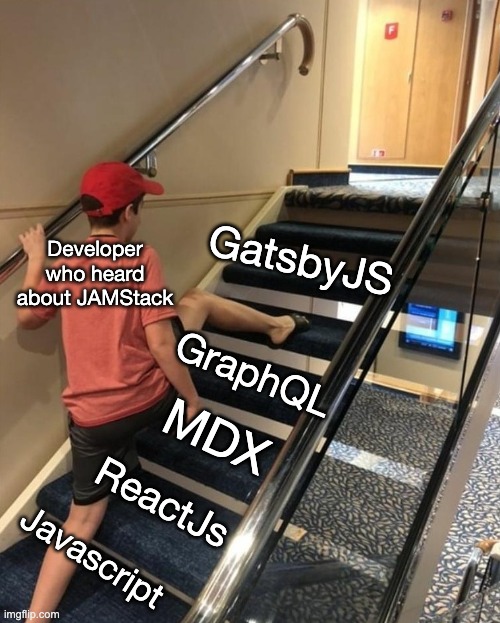 Developer
who heard
about JAMStack
GatsbyJS
GraphQL
MDX
ReactJs
Javascript
imgflip.com